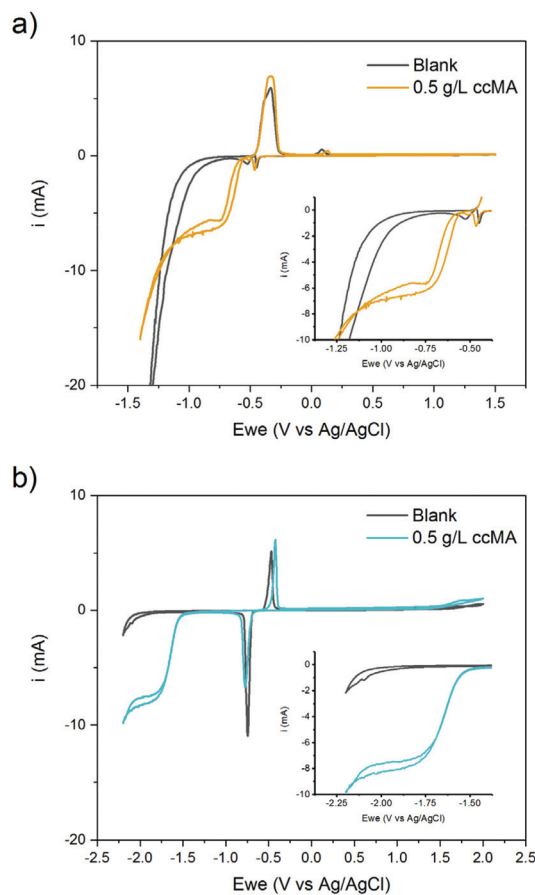 a)
10
0
-10
-20
i (mA)
Blank
0.5 g/L ccMA
0
-2
-4
-6
-8
-10
i (mA)
-1.25 -1.00 -0.75 -0.50
Ewe (V vs Ag/AgCl)
-1.5 -1.0 -0.5 0.0 0.5 1.0 1.5
Ewe (V vs Ag/AgCl)
b)
10
0
-10
-20
i (mA)
Blank
0.5 g/L ccMA
0
-2
-4
-6
-8
-10
i (mA)
-2.25 -2.00 -1.75 -1.50
Ewe (V vs Ag/AgCl)
-2.5 -2.0 -1.5 -1.0 -0.5 0.0 0.5 1.0 1.5 2.0 2.5
Ewe (V vs Ag/AgCl)